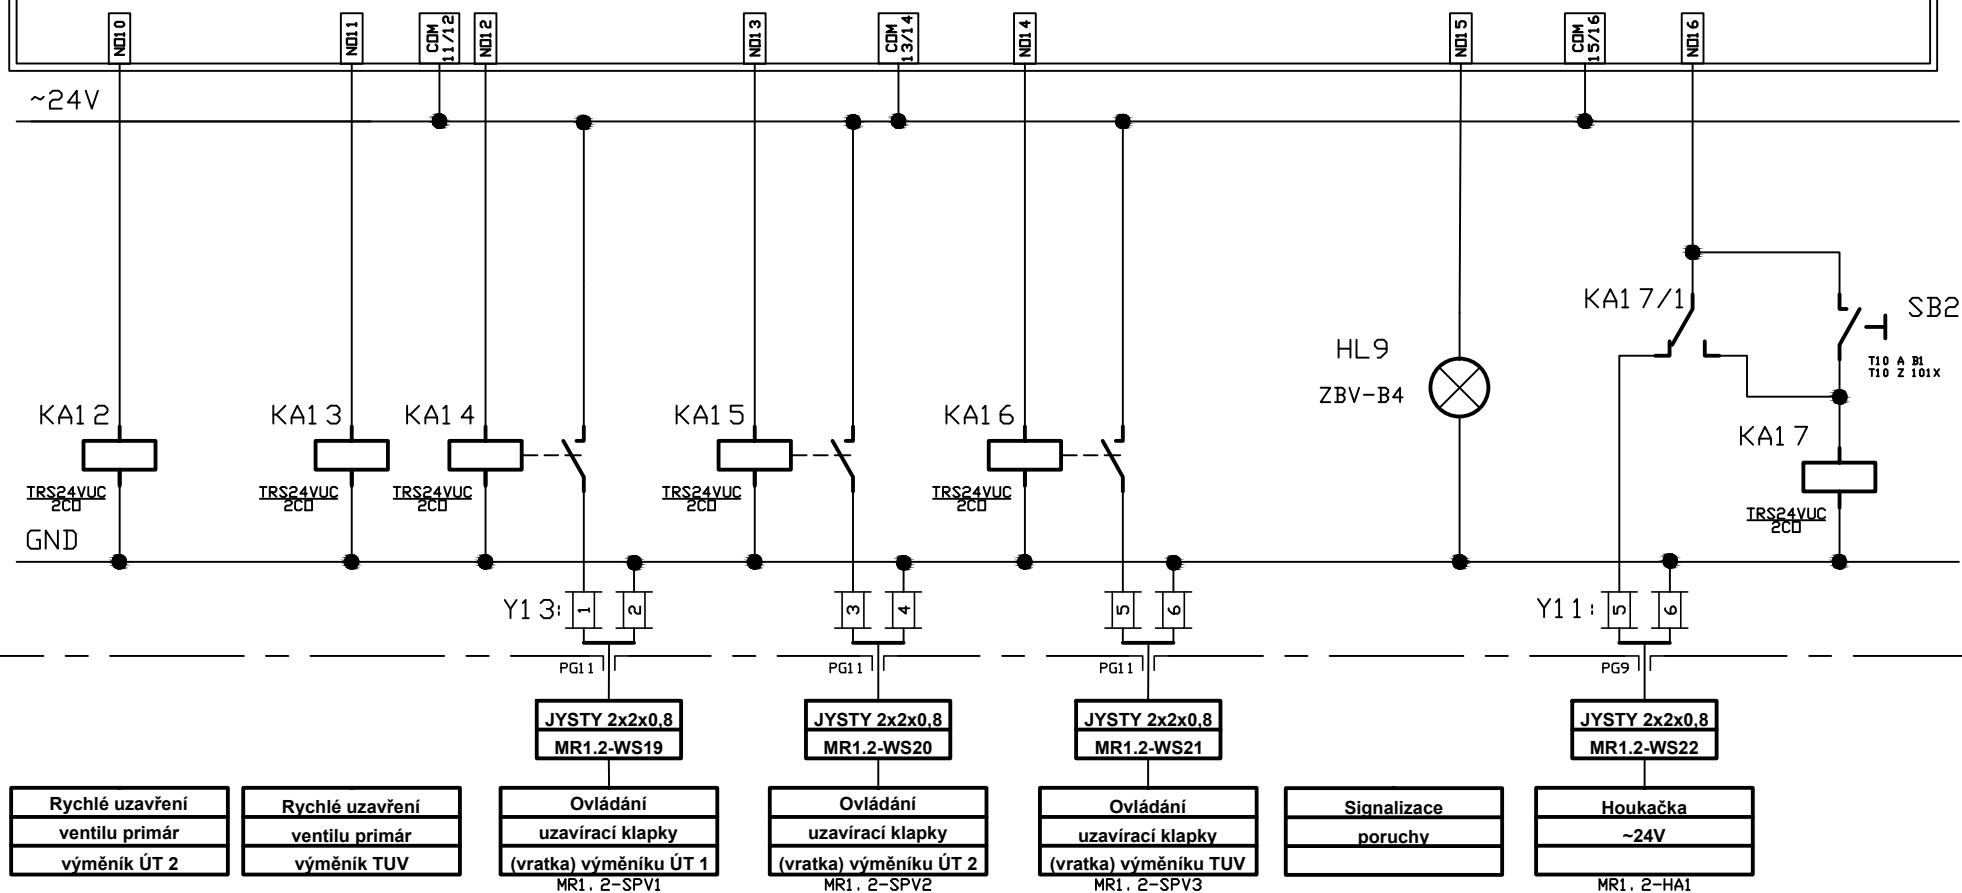 NO10
NO11
COM
11/12
NO12
NO13
COM
13/14
NO14
NO15
COM
15/16
NO16
~24V
KA17/1
SB2
HL9
ZBV-B4
T10 A B1
T10 Z 101X
KA12
KA13
KA14
KA15
KA16
KA17
TRS24VUC
2CO
TRS24VUC
2CO
TRS24VUC
2CO
TRS24VUC
2CO
TRS24VUC
2CO
TRS24VUC
2CO
GND
Y13:
1
2
3
4
5
6
Y11:
5
6
PG11
PG11
PG11
PG9
JYSTY 2x2x0,8
MR1.2-WS19
JYSTY 2x2x0,8
MR1.2-WS20
JYSTY 2x2x0,8
MR1.2-WS21
JYSTY 2x2x0,8
MR1.2-WS22
Rychlé uzavření
ventilu primár
výměník ÚT 2
Rychlé uzavření
ventilu primár
výměník TUV
Ovládání
uzavírací klapky
(vratka) výměníku ÚT 1
MR1.2-SPV1
Ovládání
uzavírací klapky
(vratka) výměníku ÚT 2
MR1.2-SPV2
Ovládání
uzavírací klapky
(vratka) výměníku TUV
MR1.2-SPV3
Signalizace
poruchy
Houkačka
~24V
MR1.2-HA1